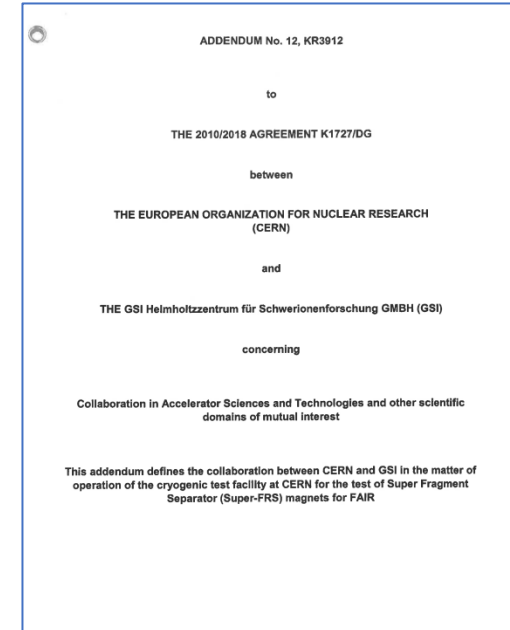 ADDENDUM No. 12, KR3912
to
THE 2010/2018 AGREEMENT K1727/DG
between
THE EUROPEAN ORGANIZATION FOR NUCLEAR RESEARCH
(CERN)
and
THE GSI Helmholtzzentrum für Schwerionenforschung GMBH (GSI)
concerning
Collaboration in Accelerator Sciences and Technologies and other scientific
domains of mutual interest
This addendum defines the collaboration between CERN and GSI in the matter of
operation of the cryogenic test facility at CERN for the test of Super Fragment
Separator (Super-FRS) magnets for FAIR